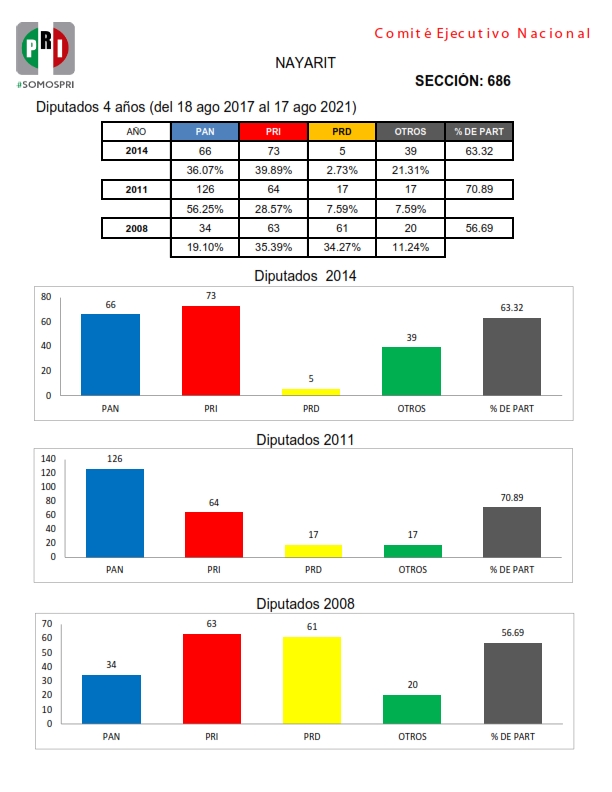 Comité Ejecutivo Nacional
PRI
#SOMOSPRI
NAYARIT
SECCIÓN: 686
Diputados 4 años (del 18 ago 2017 al 17 ago 2021)
AÑO PAN PRI PRD OTROS % DE PART
2014 66 73 5 39 63.32
36.07% 39.89% 2.73% 21.31%
2011 126 64 17 17 70.89
56.25% 28.57% 7.59% 7.59%
2008 34 63 61 20 56.69
19.10% 35.39% 34.27% 11.24%
Diputados 2014
80
60
40
20
0
66 73 5 39 63.32
PAN PRI PRD OTROS % DE PART
Diputados 2011
140
120
100
80
60
40
20
0
126 64 17 17 70.89
PAN PRI PRD OTROS % DE PART
Diputados 2008
70
60
50
40
30
20
10
0
34 63 61 20 56.69
PAN PRI PRD OTROS % DE PART